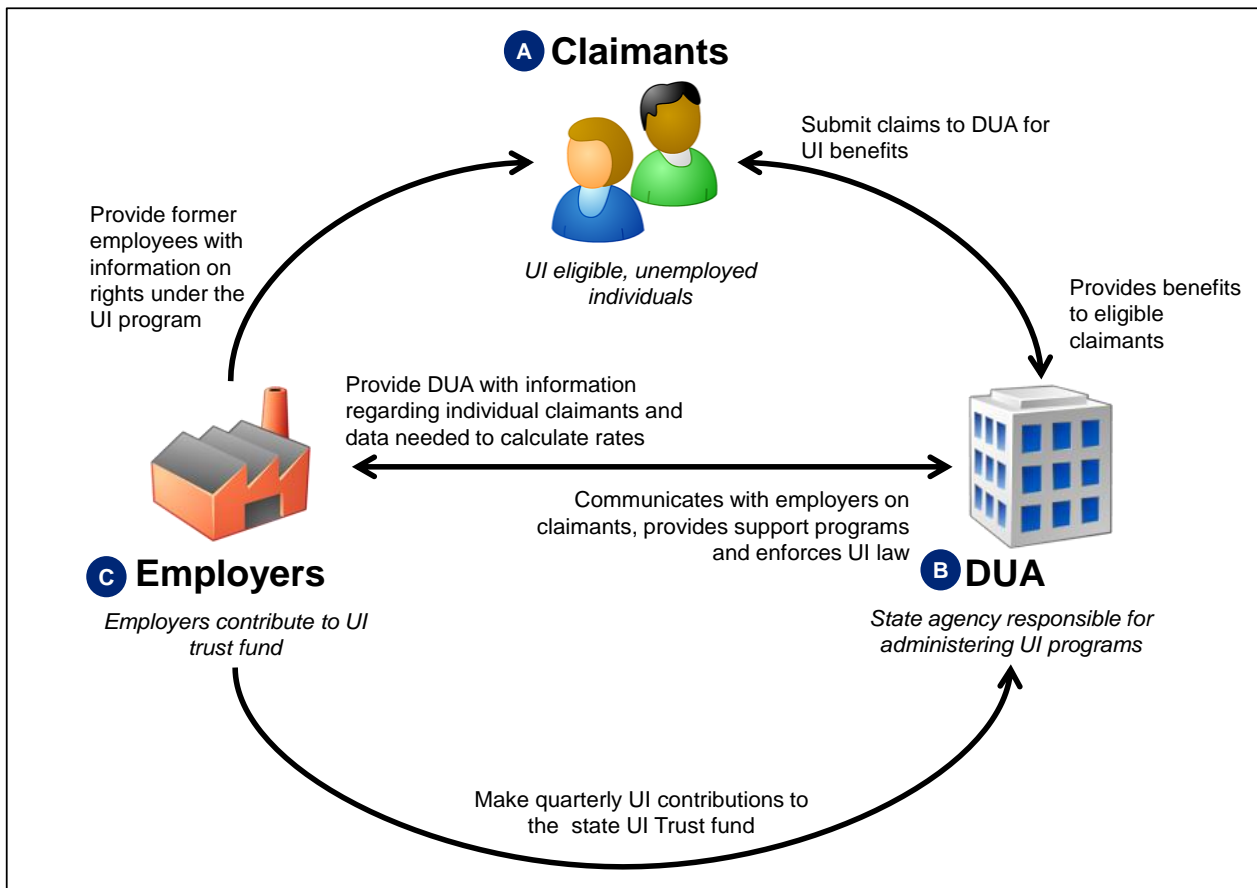 A Claimants
Submit claims to DUA for
UI benefits
Provide former
employees with
information on
rights under the
UI program
UI eligible, unemployed
individuals
Provides benefits
to eligible
claimants
Provide DUA with information
regarding individual claimants and
data needed to calculate rates
Communicates with employers on
claimants, provides support programs
and enforces UI law
C Employers
Employers contribute to UI
trust fund
B DUA
State agency responsible for
administering UI programs
Make quarterly UI contributions to
the state UI Trust fund